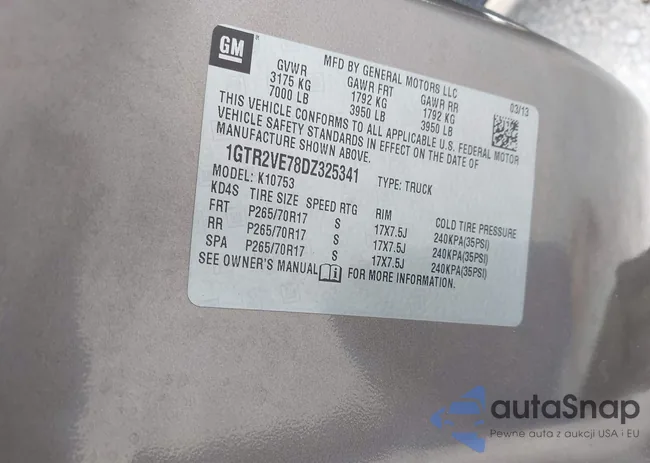 GM
MFD BY GENERAL MOTORS LLC
GVWR GAWR FRT GAWR RR 03/13
3175 KG 1792 KG 1792 KG
7000 LB 3950 LB 3950 LB
THIS VEHICLE CONFORMS TO ALL APPLICABLE U.S. FEDERAL MOTOR
VEHICLE SAFETY STANDARDS IN EFFECT ON THE DATE OF
MANUFACTURE SHOWN ABOVE.
1GTR2VE78DZ325341 TYPE: TRUCK
MODEL: K10753
KD4S TIRE SIZE SPEED RTG RIM COLD TIRE PRESSURE
FRT P265/70R17 S 17X7.5J 240KPA(35PSI)
RR P265/70R17 S 17X7.5J 240KPA(35PSI)
SPA P265/70R17 S 17X7.5J 240KPA(35PSI)
SEE OWNER'S MANUAL FOR MORE INFORMATION.
autaSnap
Pewne auta z aukcji USA i EU